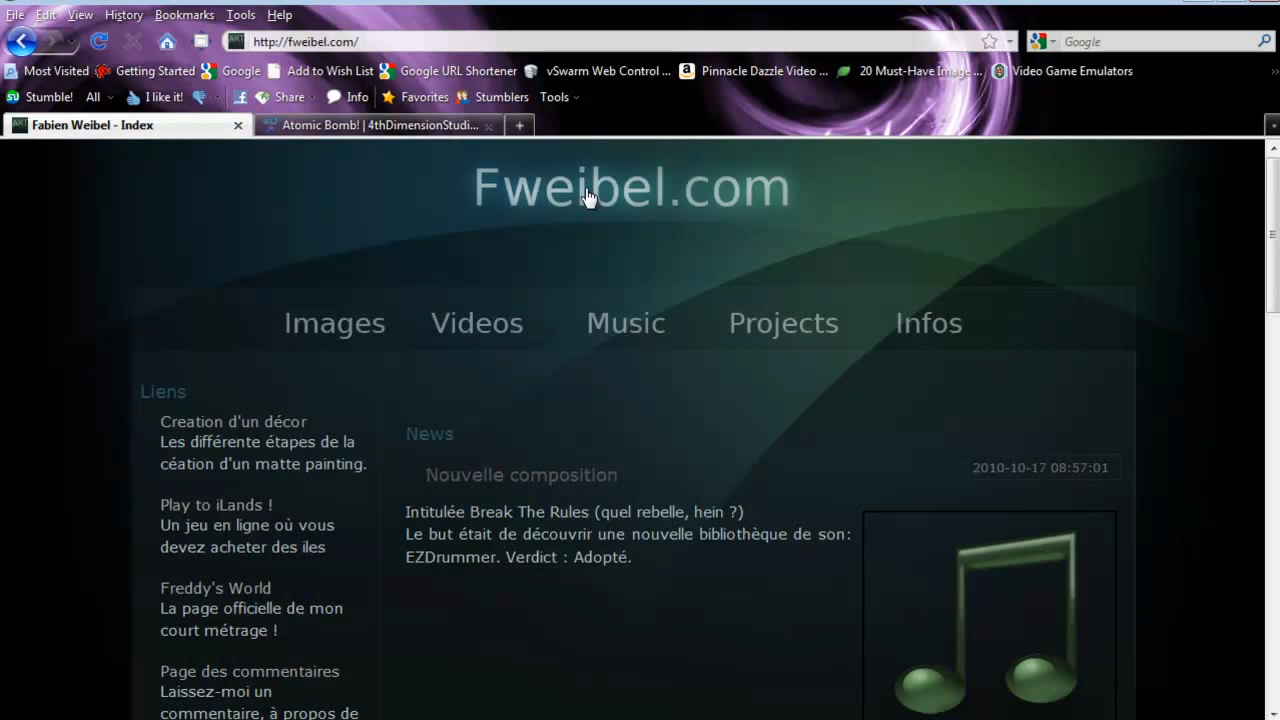 File Edit View History Bookmarks Tools Help
http://fweibel.com/ Google
Most Visited Getting Started Google Add to Wish List Google URL Shortener vSwarm Web Control ... Pinnacle Dazzle Video ... 20 Must-Have Image ... Video Game Emulators
Stumble! All I like it! Share Info Favorites Stumblers Tools
Fabien Weibel - Index Atomic Bomb! | 4thDimensionStudi...
Fweibel.com
Images Videos Music Projects Infos
Liens
Creation d'un décor
Les différente étapes de la
céation d'un matte painting.
Play to iLands !
Un jeu en ligne où vous
devez acheter des iles
Freddy's World
La page officielle de mon
court métrage !
Page des commentaires
Laissez-moi un
commentaire, à propos de
News
Nouvelle composition
2010-10-17 08:57:01
Intitulée Break The Rules (quel rebelle, hein ?)
Le but était de découvrir une nouvelle bibliothèque de son:
EZDrummer. Verdict : Adopté.